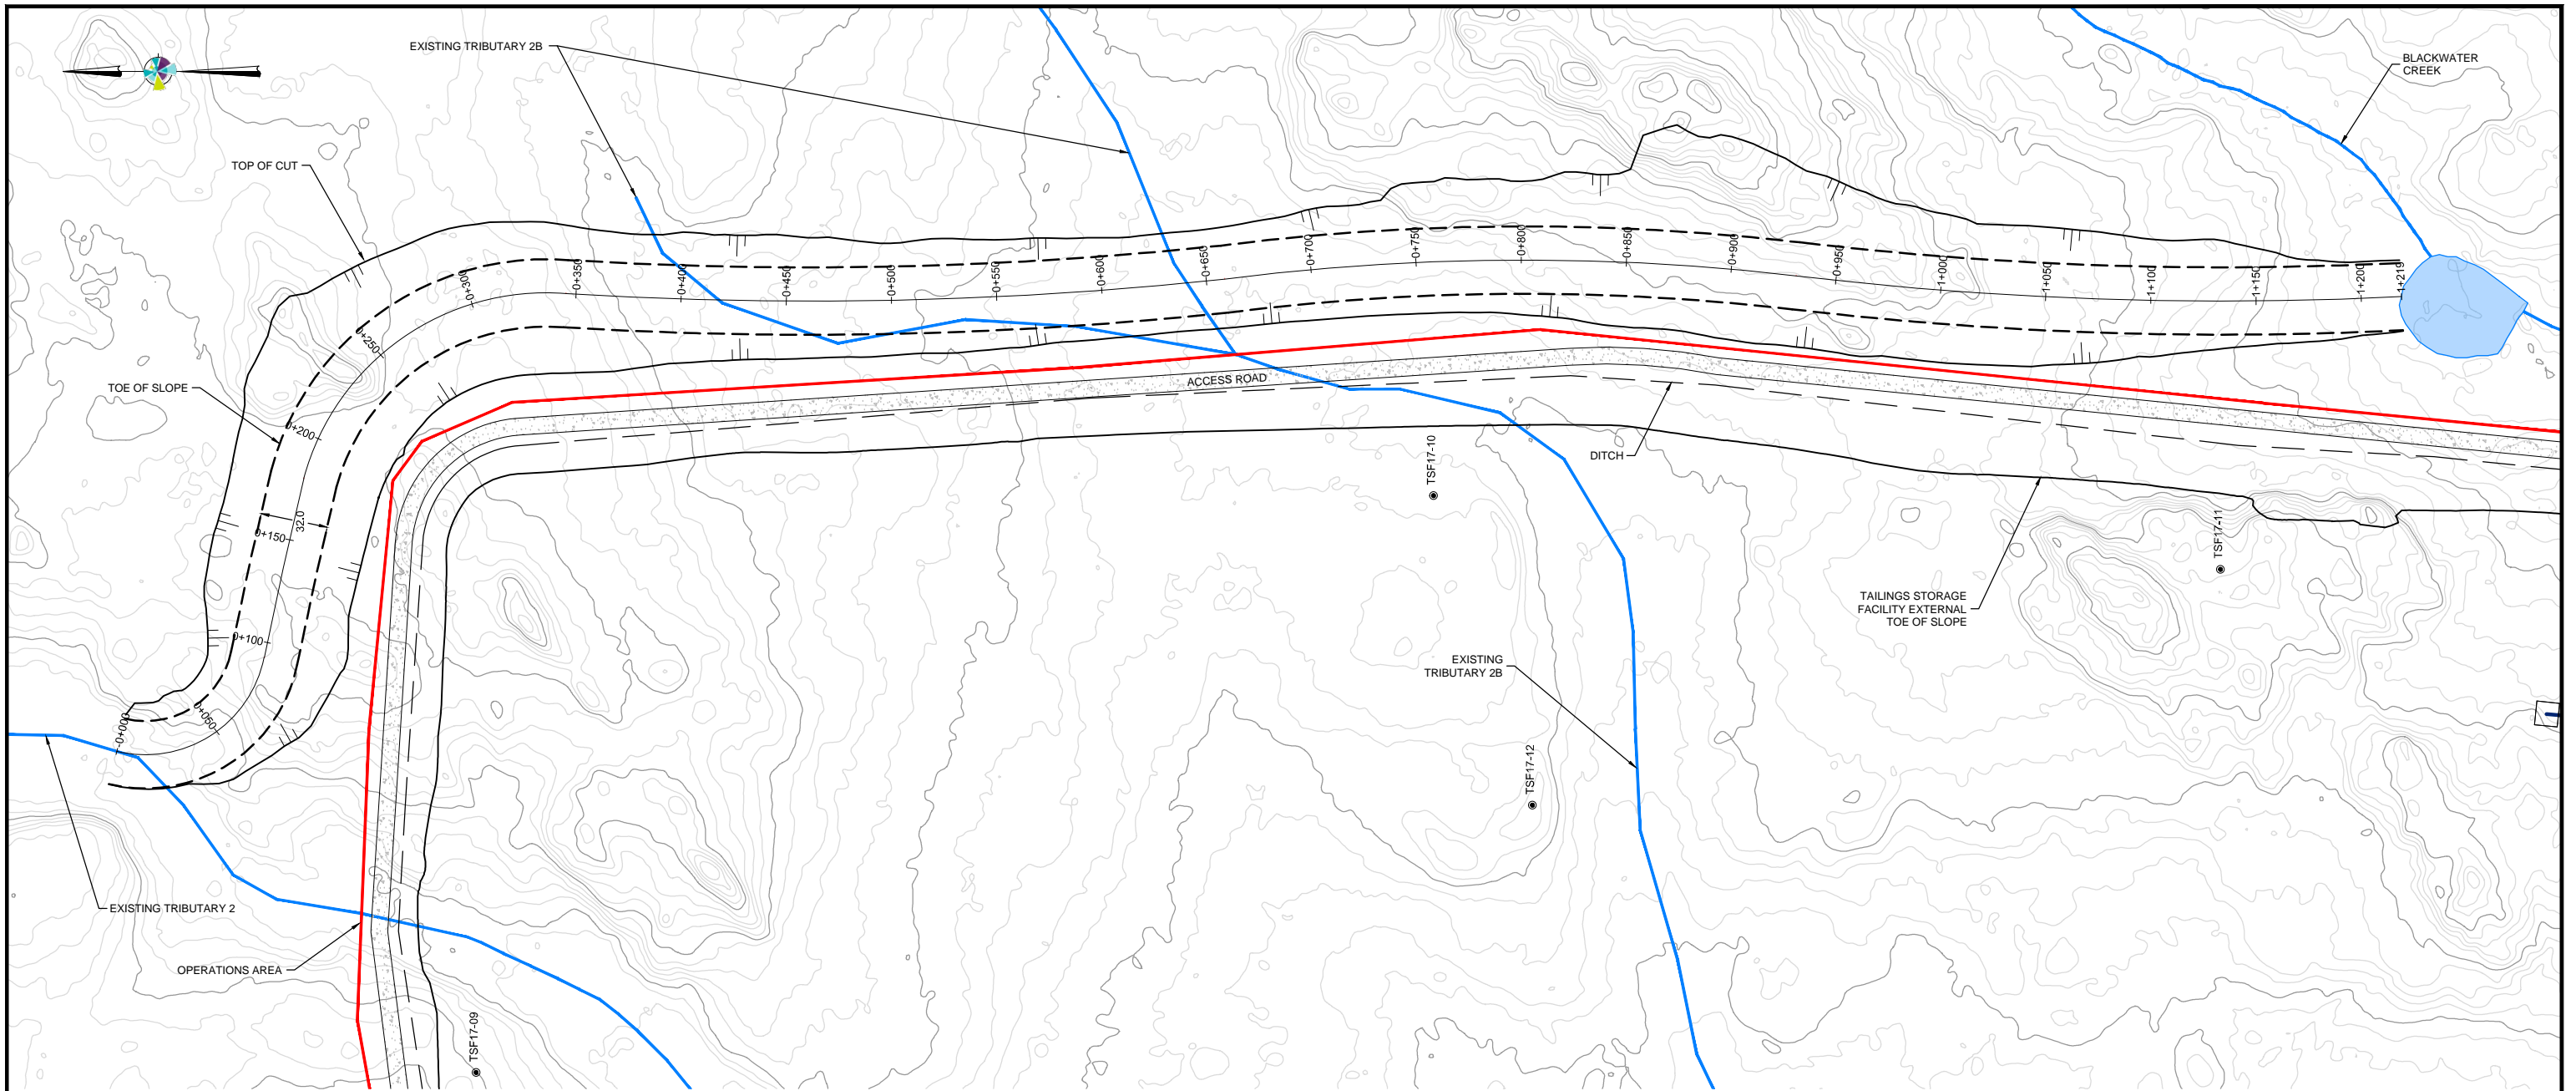 EXISTING TRIBUTARY 2B
BLACKWATER
CREEK
TOP OF CUT
TOE OF SLOPE
0+000
0+050
0+100
0+150
0+200
0+250
0+300
0+350
0+400
0+450
0+500
0+550
0+600
0+650
0+700
0+750
0+800
0+850
0+900
0+950
1+000
1+050
1+100
1+150
1+200
1+219
32.0
ACCESS ROAD
DITCH
TSF17-10
TSF17-11
TAILINGS STORAGE
FACILITY EXTERNAL
TOE OF SLOPE
EXISTING
TRIBUTARY 2B
TSF17-12
EXISTING TRIBUTARY 2
OPERATIONS AREA
TSF17-09